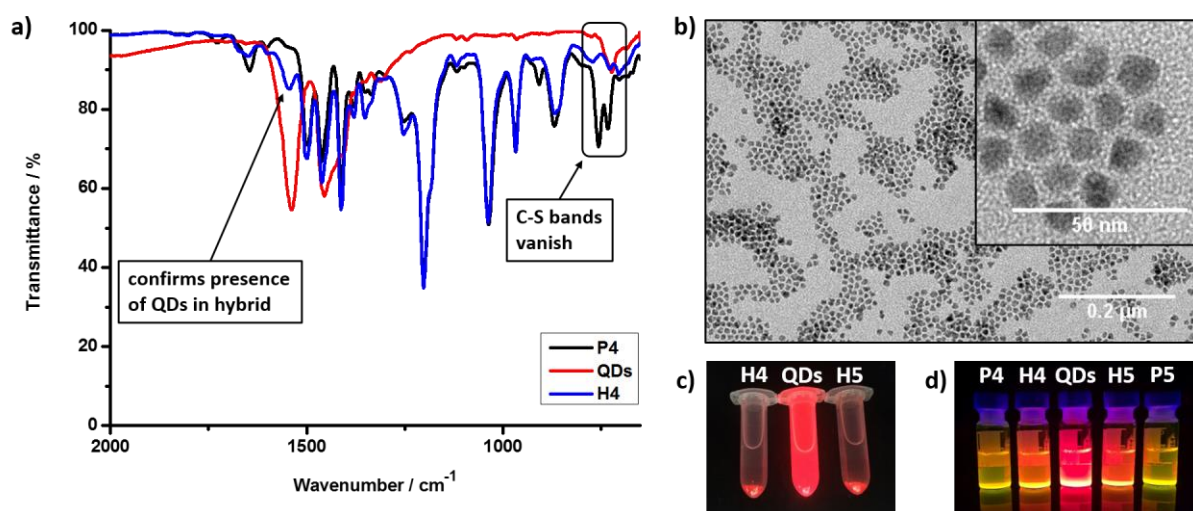 a)
100
80
60
40
20
0
Transmittance / %
2000
1500
1000
Wavenumber / cm⁻¹
confirms presence
of QDs in hybrid
C-S bands
vanish
P4
QDs
H4
b)
50 nm
0.2 µm
c)
H4 QDs H5
d)
P4 H4 QDs H5 P5